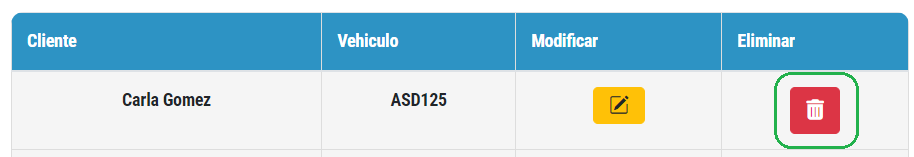 Cliente Vehiculo Modificar Eliminar
Carla Gomez ASD125